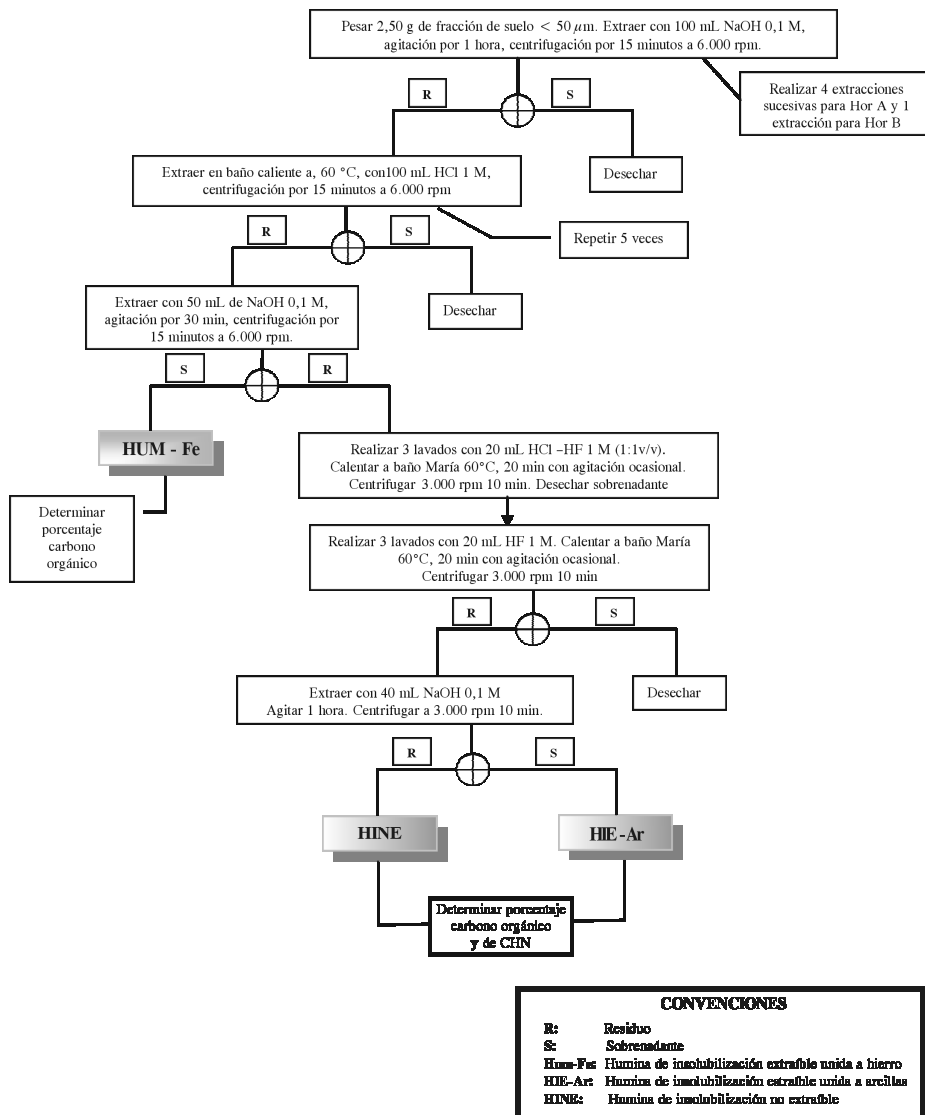 Pesar 2,50 g de fracción de suelo < 50 µm. Extraer con 100 mL NaOH 0,1 M,
agitación por 1 hora, centrifugación por 15 minutos a 6.000 rpm.
Realizar 4 extracciones
sucesivas para Hor A y 1
extracción para Hor B
R
S
Desechar
Extraer en baño caliente a, 60 °C, con100 mL HCl 1 M,
centrifugación por 15 minutos a 6.000 rpm
Repetir 5 veces
R
S
Desechar
Extraer con 50 mL de NaOH 0,1 M,
agitación por 30 min, centrifugación por
15 minutos a 6.000 rpm.
S
R
HUM - Fe
Determinar
porcentaje
carbono
orgánico
Realizar 3 lavados con 20 mL HCl –HF 1 M (1:1v/v).
Calentar a baño María 60°C, 20 min con agitación ocasional.
Centrifugar 3.000 rpm 10 min. Desechar sobrenadante
Realizar 3 lavados con 20 mL HF 1 M. Calentar a baño María
60°C, 20 min con agitación ocasional.
Centrifugar 3.000 rpm 10 min
R
S
Desechar
Extraer con 40 mL NaOH 0,1 M
Agitar 1 hora. Centrifugar a 3.000 rpm 10 min.
R
S
HINE
HIE-Ar
Determinar porcentaje
carbono orgánico
y de CHN
CONVENCIONES
R: Residuo
S: Sobrenadante
Hum-Fe: Humina de insolubilización extraíble unida a hierro
HIE-Ar: Humina de insolubilización estraíble unida a arcillas
HINE: Humina de insolubilización no extraíble